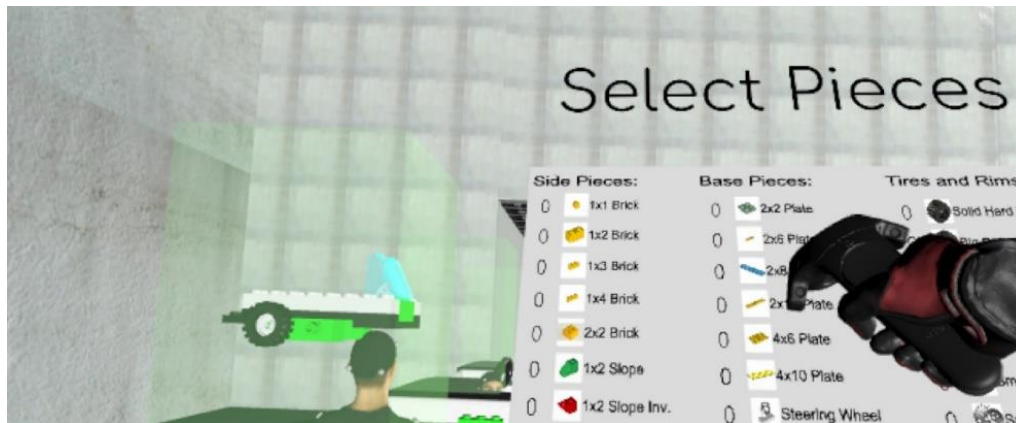 Select Pieces
Side Pieces:
0 1x1 Brick
0 1x2 Brick
0 1x3 Brick
0 1x4 Brick
0 2x2 Brick
0 1x2 Slope
0 1x2 Slope Inv.
Base Pieces:
0 2x2 Plate
0 2x6 Plate
0 2x8
0 Plate
0 4x6 Plate
0 4x10 Plate
0 Steering Wheel
Tires and Rims
0 Solid Hard
0